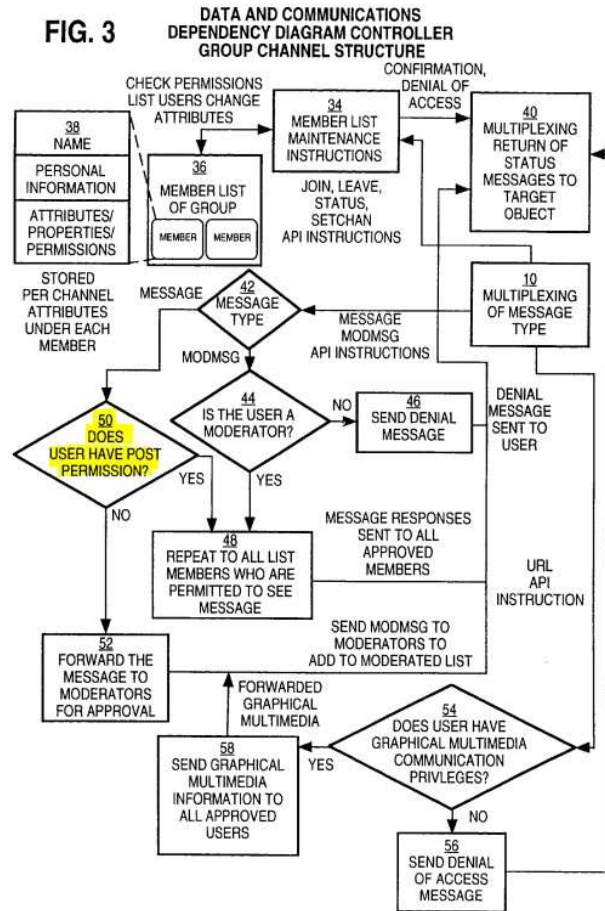 FIG. 3
DATA AND COMMUNICATIONS
DEPENDENCY DIAGRAM CONTROLLER
GROUP CHANNEL STRUCTURE
CHECK PERMISSIONS
LIST USERS CHANGE
ATTRIBUTES
CONFIRMATION,
DENIAL OF
ACCESS
38
NAME
PERSONAL
INFORMATION
ATTRIBUTES/
PROPERTIES/
PERMISSIONS
36
MEMBER LIST
OF GROUP
MEMBER
MEMBER
34
MEMBER LIST
MAINTENANCE
INSTRUCTIONS
40
MULTIPLEXING
RETURN OF
STATUS
MESSAGES TO
TARGET
OBJECT
JOIN, LEAVE,
STATUS,
SETCHAN
API INSTRUCTIONS
STORED
PER CHANNEL
ATTRIBUTES
UNDER EACH
MEMBER
MESSAGE
42
MESSAGE
TYPE
10
MULTIPLEXING
OF MESSAGE
TYPE
MESSAGE
MODMSG
API INSTRUCTIONS
MODMSG
44
IS THE USER A
MODERATOR?
NO
46
SEND DENIAL
MESSAGE
DENIAL
MESSAGE
SENT TO
USER
50
DOES
USER HAVE POST
PERMISSION?
YES
YES
NO
48
REPEAT TO ALL LIST
MEMBERS WHO ARE
PERMITTED TO SEE
MESSAGE
MESSAGE RESPONSES
SENT TO ALL
APPROVED
MEMBERS
URL
API
INSTRUCTION
52
FORWARD THE
MESSAGE TO
MODERATORS
FOR APPROVAL
SEND MODMSG TO
MODERATORS TO
ADD TO MODERATED LIST
FORWARDED
GRAPHICAL
MULTIMEDIA
54
DOES USER HAVE
GRAPHICAL MULTIMEDIA
COMMUNICATION
PRIVLEGES?
YES
58
SEND GRAPHICAL
MULTIMEDIA
INFORMATION TO
ALL APPROVED
USERS
NO
56
SEND DENIAL
OF ACCESS
MESSAGE